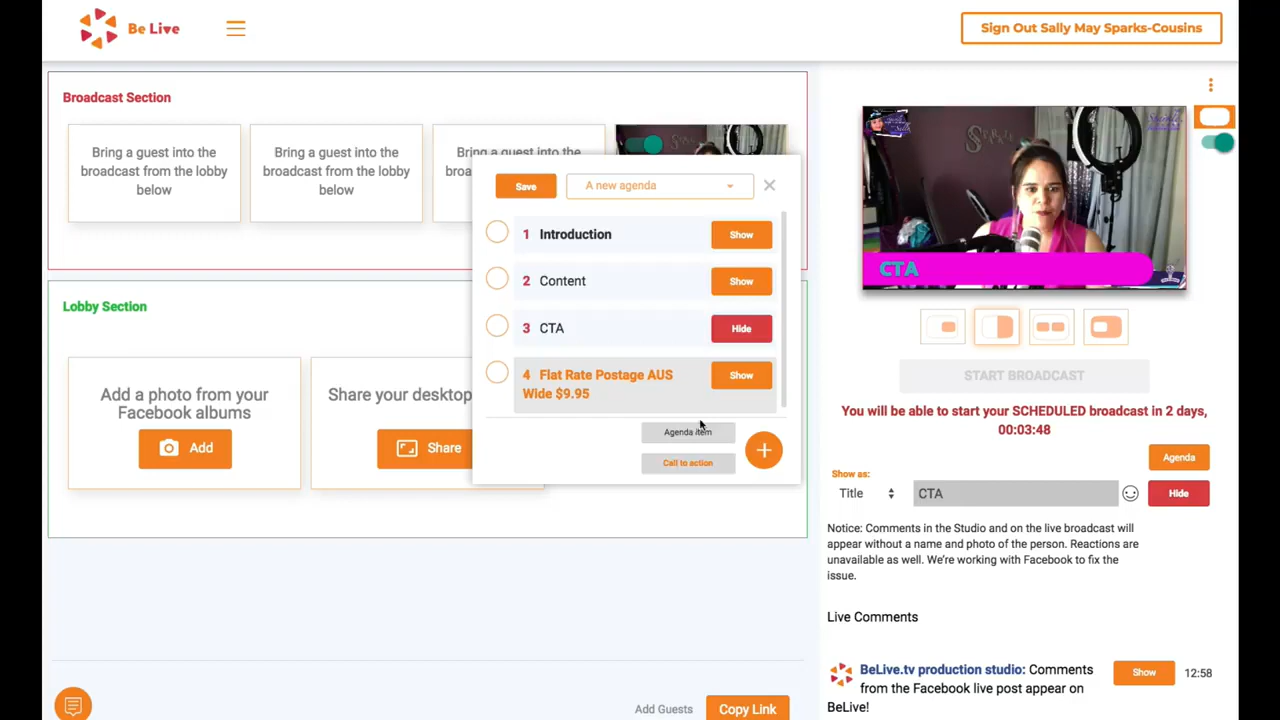 Be Live
Sign Out Sally May Sparks-Cousins
Broadcast Section
Bring a guest into the
broadcast from the lobby
below
Bring a guest into the
broadcast from the lobby
below
Bring a guest into the
Save
A new agenda
1 Introduction
Show
2 Content
Show
3 CTA
Hide
4 Flat Rate Postage AUS
Wide $9.95
Show
Agenda item
Call to action
+
Lobby Section
Add a photo from your
Facebook albums
Add
Share your desktop
Share
Add Guests
Copy Link
CTA
START BROADCAST
You will be able to start your SCHEDULED broadcast in 2 days,
00:03:48
Agenda
Show as:
Title
CTA
Hide
Notice: Comments in the Studio and on the live broadcast will
appear without a name and photo of the person. Reactions are
unavailable as well. We're working with Facebook to fix the
issue.
Live Comments
BeLive.tv production studio: Comments
from the Facebook live post appear on
BeLive!
Show
12:58